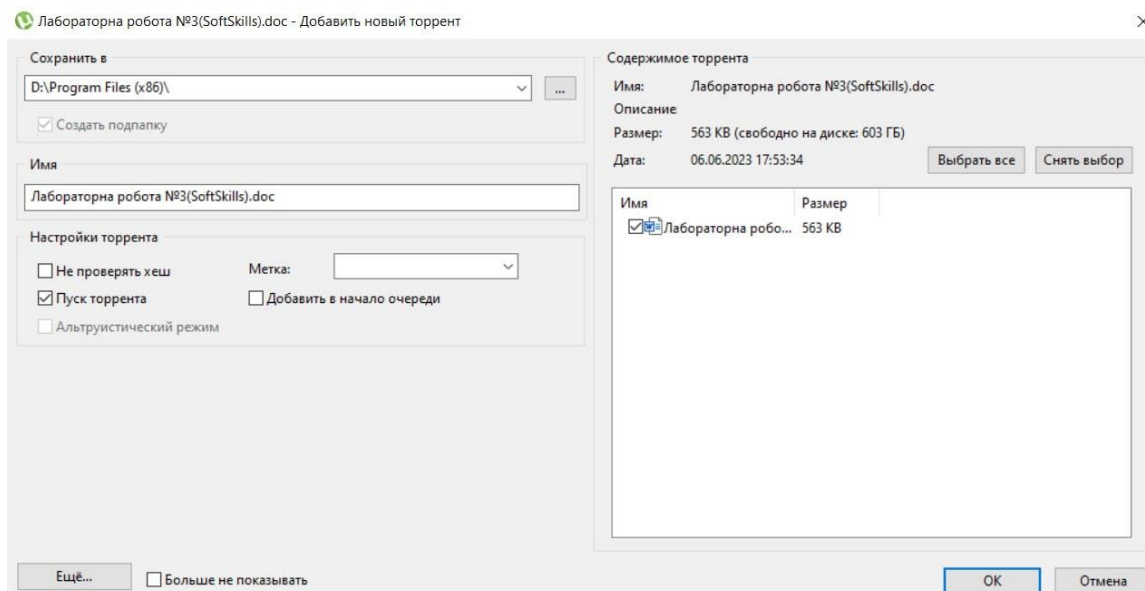 Лабораторна робота №3(SoftSkills).doc - Добавить новый торрент
Сохранить в
D:\Program Files (x86)\
...
Создать подпапку
Имя
Лабораторна робота №3(SoftSkills).doc
Настройки торрента
Не проверять хеш
Метка:
Пуск торрента
Добавить в начало очереди
Альтруистический режим
Содержимое торрента
Имя: Лабораторна робота №3(SoftSkills).doc
Описание
Размер: 563 КВ (свободно на диске: 603 ГБ)
Дата: 06.06.2023 17:53:34
Выбрать все
Снять выбор
Имя Размер
Лабораторна робо... 563 КВ
Ещё...
Больше не показывать
ОК
Отмена